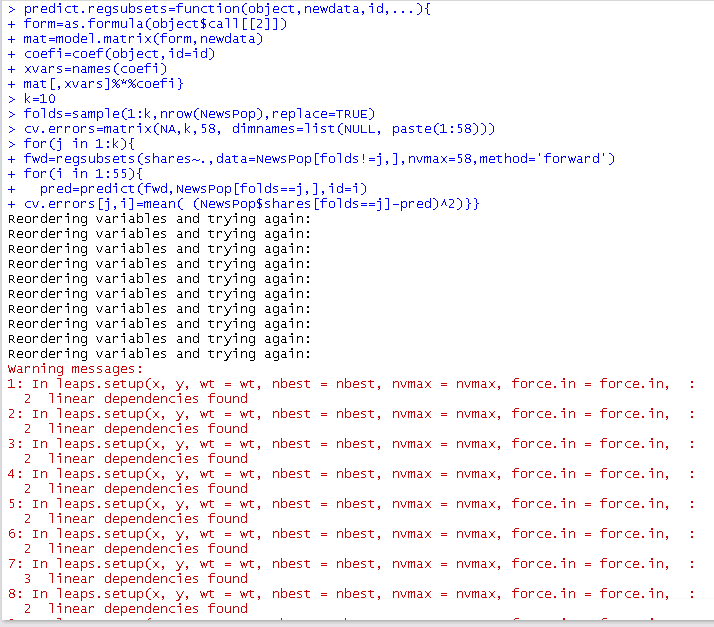 > predict.regsubsets=function(object,newdata,id,...){
+ form=as.formula(object$call[[2]])
+ mat=model.matrix(form,newdata)
+ coefi=coef(object,id=id)
+ xvars=names(coefi)
+ mat[,xvars]%*%coefi}
> k=10
> folds=sample(1:k,nrow(NewsPop),replace=TRUE)
> cv.errors=matrix(NA,k,58, dimnames=list(NULL, paste(1:58)))
> for(j in 1:k){
+ fwd=regsubsets(shares~.,data=NewsPop[folds!=j,],nvmax=58,method='forward')
+ for(i in 1:55){
+   pred=predict(fwd,NewsPop[folds==j,],id=i)
+ cv.errors[j,i]=mean( (NewsPop$shares[folds==j]-pred)^2)}}
Reordering variables and trying again:
Reordering variables and trying again:
Reordering variables and trying again:
Reordering variables and trying again:
Reordering variables and trying again:
Reordering variables and trying again:
Reordering variables and trying again:
Reordering variables and trying again:
Reordering variables and trying again:
Reordering variables and trying again:
Warning messages:
1: In leaps.setup(x, y, wt = wt, nbest = nbest, nvmax = nvmax, force.in = force.in,  :
  2  linear dependencies found
2: In leaps.setup(x, y, wt = wt, nbest = nbest, nvmax = nvmax, force.in = force.in,  :
  2  linear dependencies found
3: In leaps.setup(x, y, wt = wt, nbest = nbest, nvmax = nvmax, force.in = force.in,  :
  2  linear dependencies found
4: In leaps.setup(x, y, wt = wt, nbest = nbest, nvmax = nvmax, force.in = force.in,  :
  2  linear dependencies found
5: In leaps.setup(x, y, wt = wt, nbest = nbest, nvmax = nvmax, force.in = force.in,  :
  2  linear dependencies found
6: In leaps.setup(x, y, wt = wt, nbest = nbest, nvmax = nvmax, force.in = force.in,  :
  2  linear dependencies found
7: In leaps.setup(x, y, wt = wt, nbest = nbest, nvmax = nvmax, force.in = force.in,  :
  3  linear dependencies found
8: In leaps.setup(x, y, wt = wt, nbest = nbest, nvmax = nvmax, force.in = force.in,  :
  2  linear dependencies found